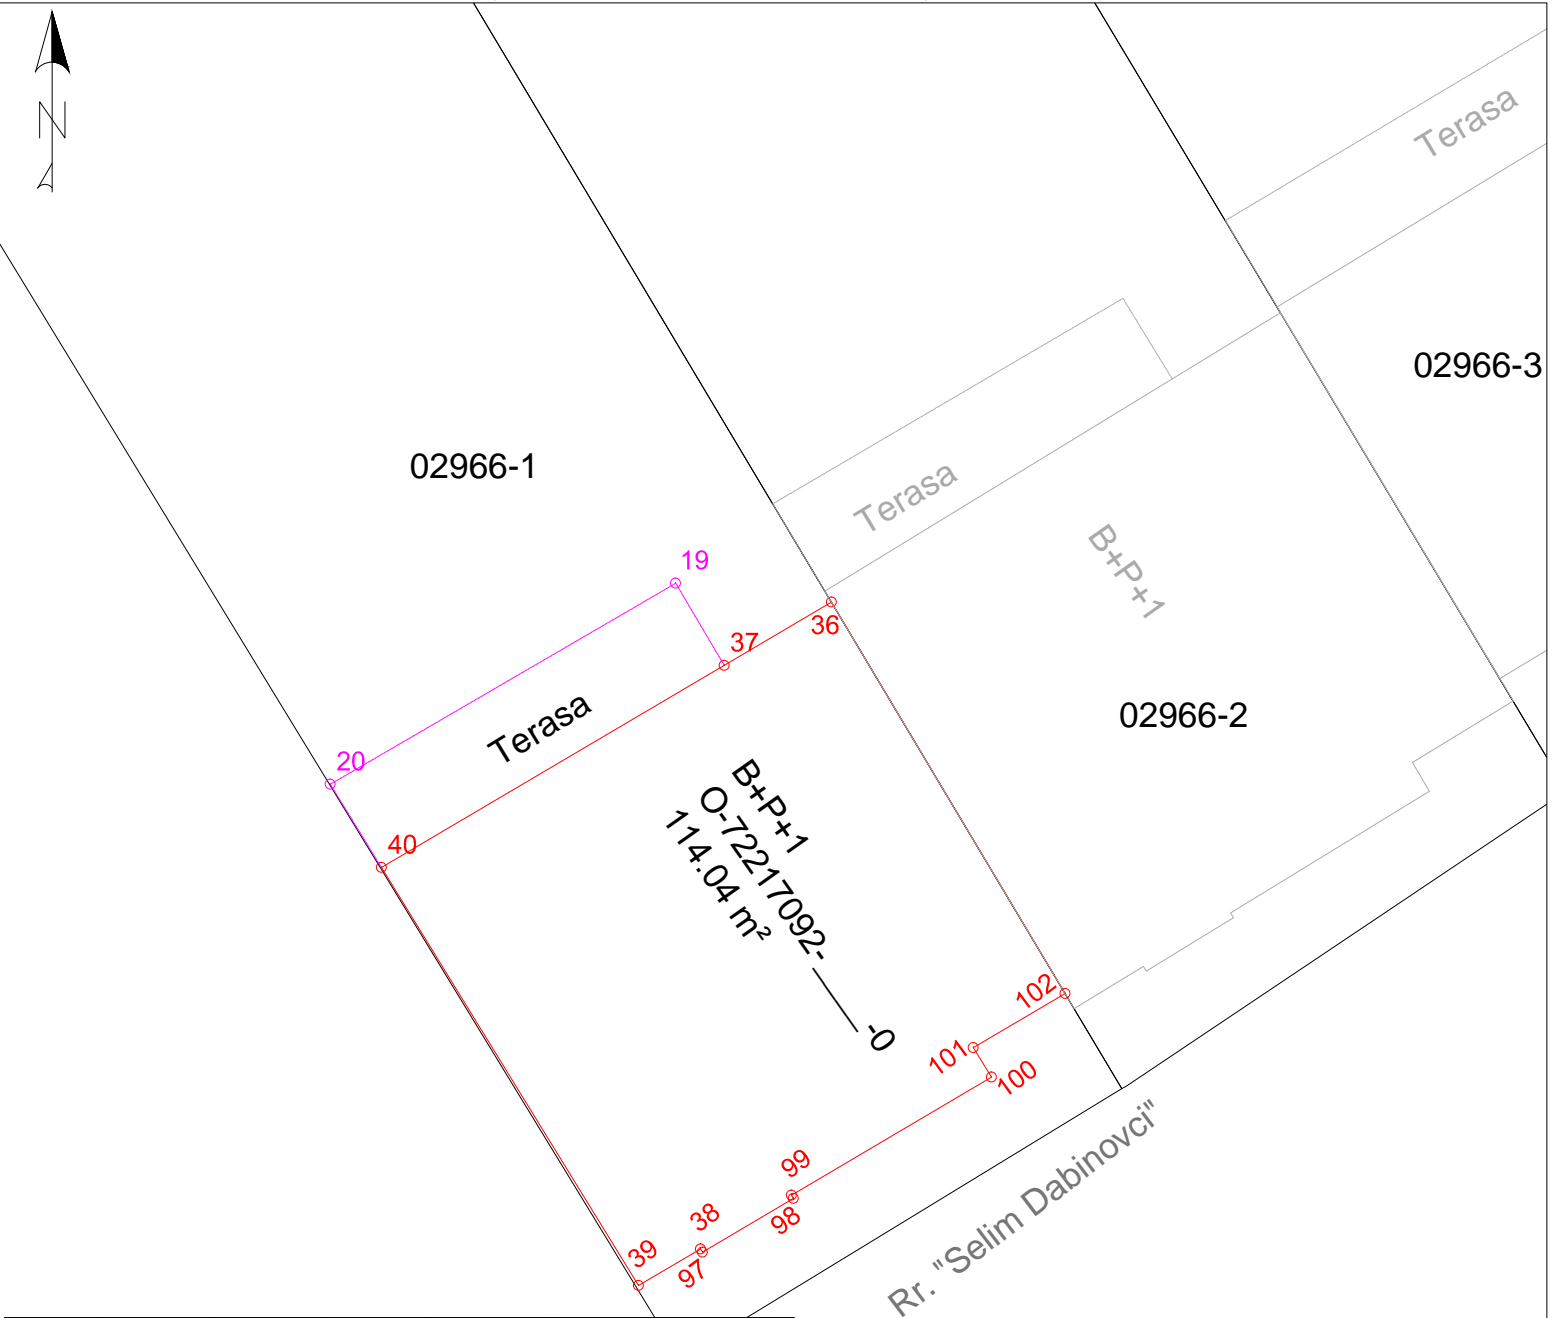 N
Terasa
02966-3
02966-1
Terasa
B+P+1
19
36
37
02966-2
Terasa
20
40
B+P+1
O-72217092-
-0
114.04 m²
102
101
100
99
98
38
97
39
Rr. "Selim Dabinovci"